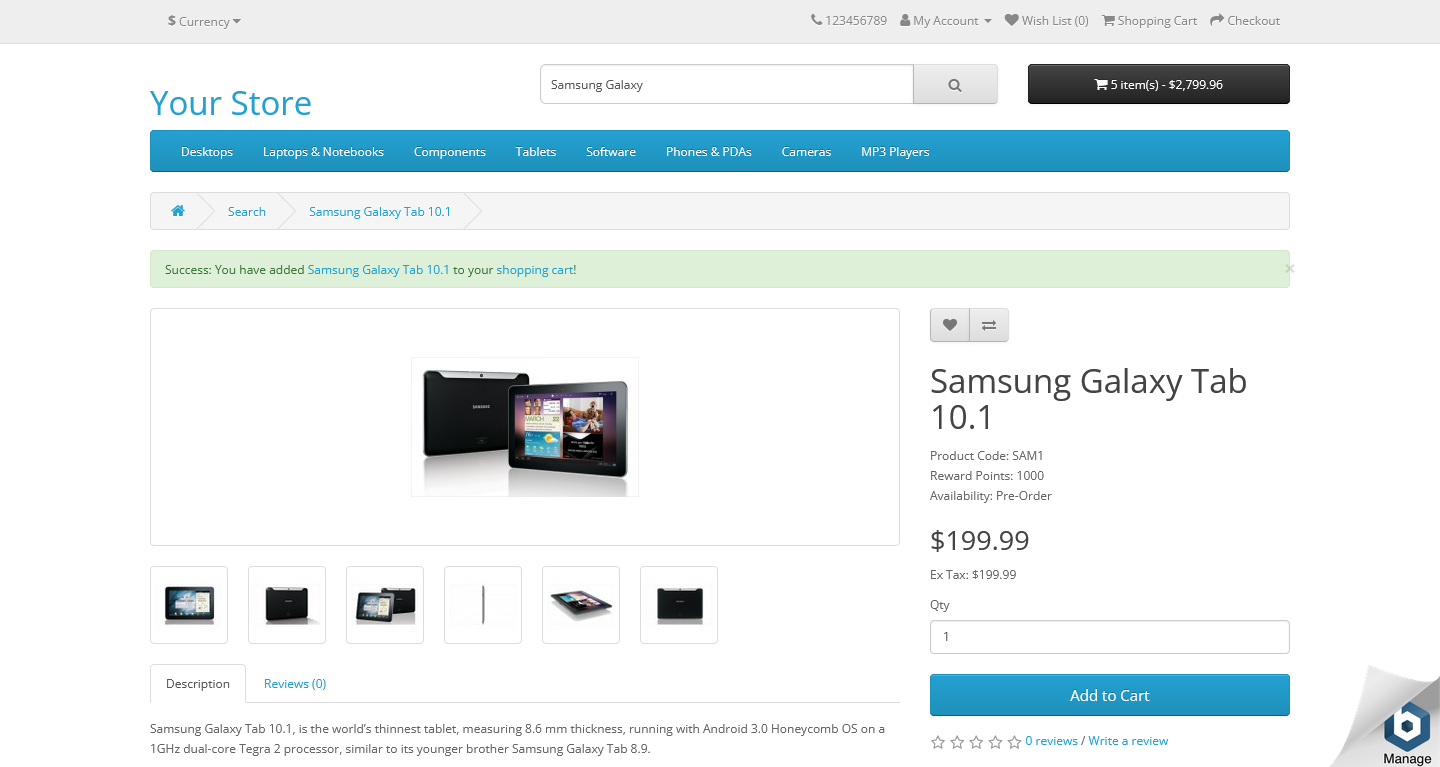 $ Currency
123456789
My Account
Wish List (0)
Shopping Cart
Checkout
Your Store
Samsung Galaxy
5 item(s) - $2,799.96
Desktops
Laptops & Notebooks
Components
Tablets
Software
Phones & PDAs
Cameras
MP3 Players
Search
Samsung Galaxy Tab 10.1
Success: You have added Samsung Galaxy Tab 10.1 to your shopping cart!
×
SAMSUNG
MARCH 22
Samsung Galaxy Tab
10.1
Product Code: SAM1
Reward Points: 1000
Availability: Pre-Order
$199.99
Ex Tax: $199.99
Qty
1
Add to Cart
0 reviews / Write a review
Description
Reviews (0)
Samsung Galaxy Tab 10.1, is the world’s thinnest tablet, measuring 8.6 mm thickness, running with Android 3.0 Honeycomb OS on a
1GHz dual-core Tegra 2 processor, similar to its younger brother Samsung Galaxy Tab 8.9.
Manage